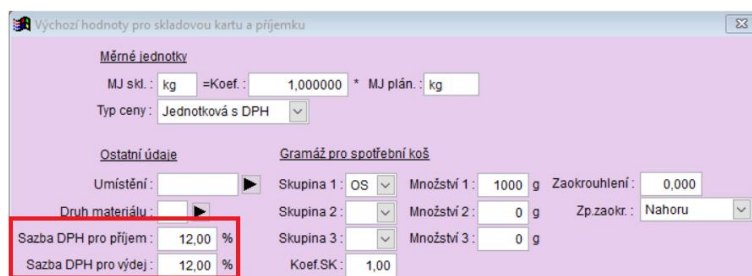 Výchozí hodnoty pro skladovou kartu a příjemku
Měrné jednotky
MJ skl. : kg =Koef. : 1,000000 * MJ plán. : kg
Typ ceny : Jednotková s DPH
Ostatní údaje Gramáž pro spotřební koš
Umístění : Skupina 1 : OS Množství 1 : 1000 g Zaokrouhlení : 0,000
Druh materiálu : Skupina 2 : Množství 2 : 0 g Zp.zaokr. : Nahoru
Sazba DPH pro příjem : 12,00 % Skupina 3 : Množství 3 : 0 g
Sazba DPH pro výdej : 12,00 % Koef.SK : 1,00